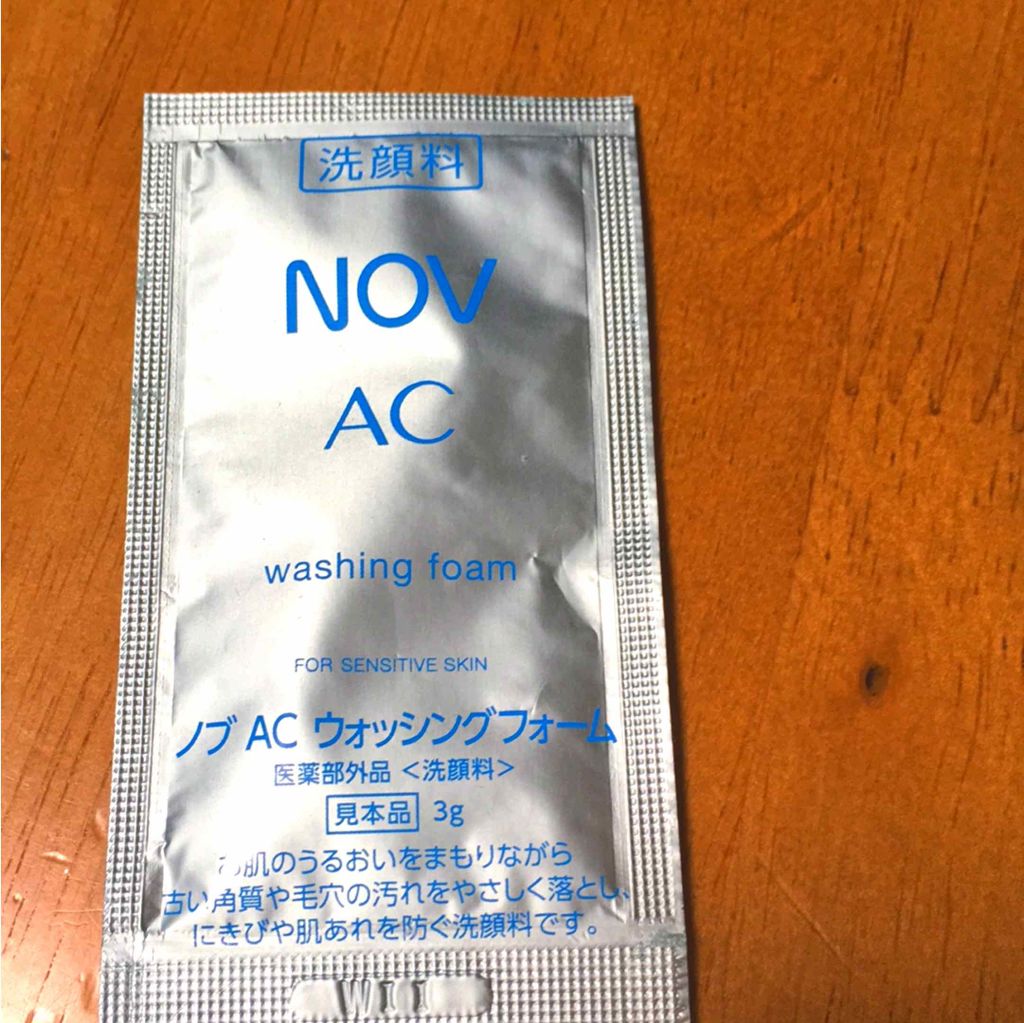 洗顔料
NOV
AC
washing foam
FOR SENSITIVE SKIN
ノブ AC ウォッシングフォーム
医薬部外品 <洗顔料>
見本品 3g
お肌のうるおいをまもりながら
古い角質や毛穴の汚れをやさしく落とし、
にきびや肌あれを防ぐ洗顔料です。
WII